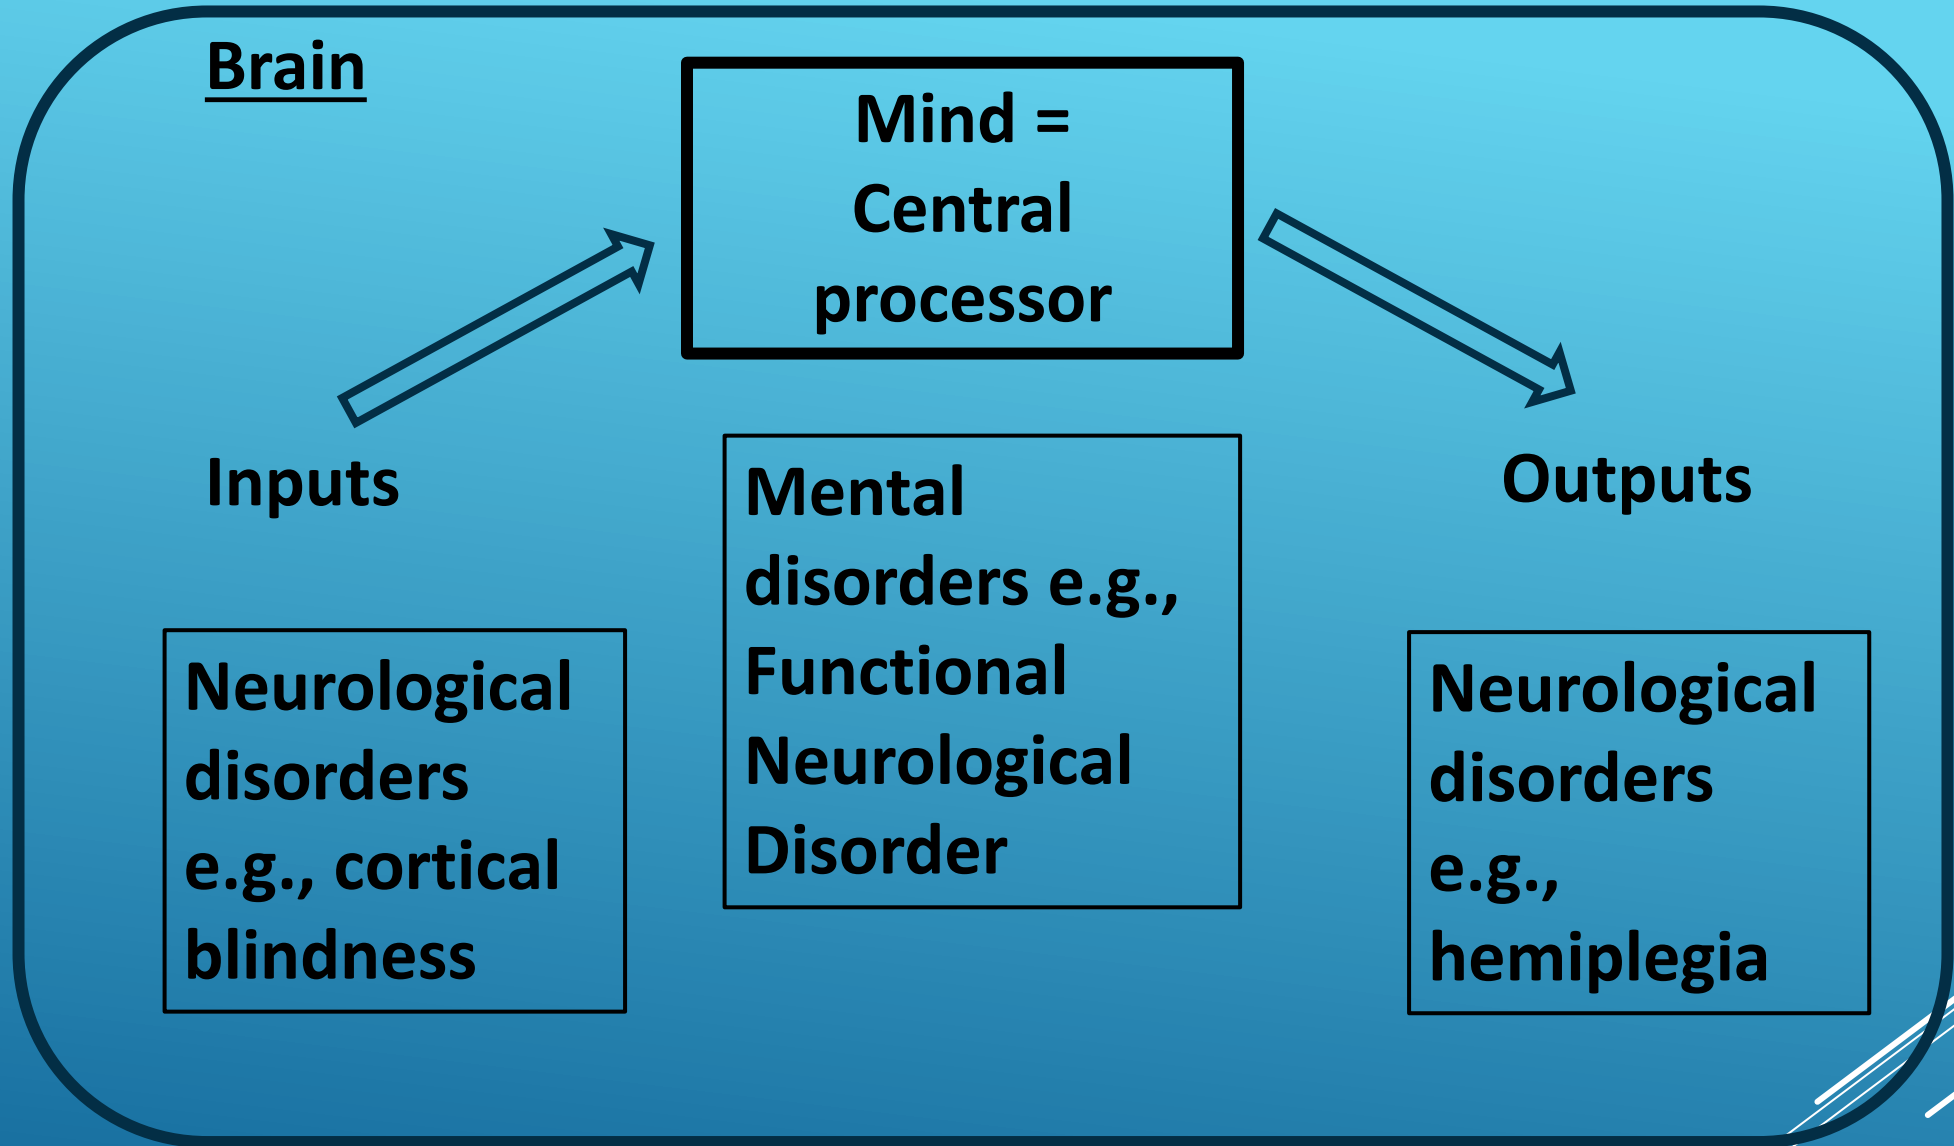 Brain
Mind =
Central
processor
Inputs
Outputs
Mental
disorders e.g.,
Functional
Neurological
Disorder
Neurological
disorders
e.g., cortical
blindness
Neurological
disorders
e.g.,
hemiplegia